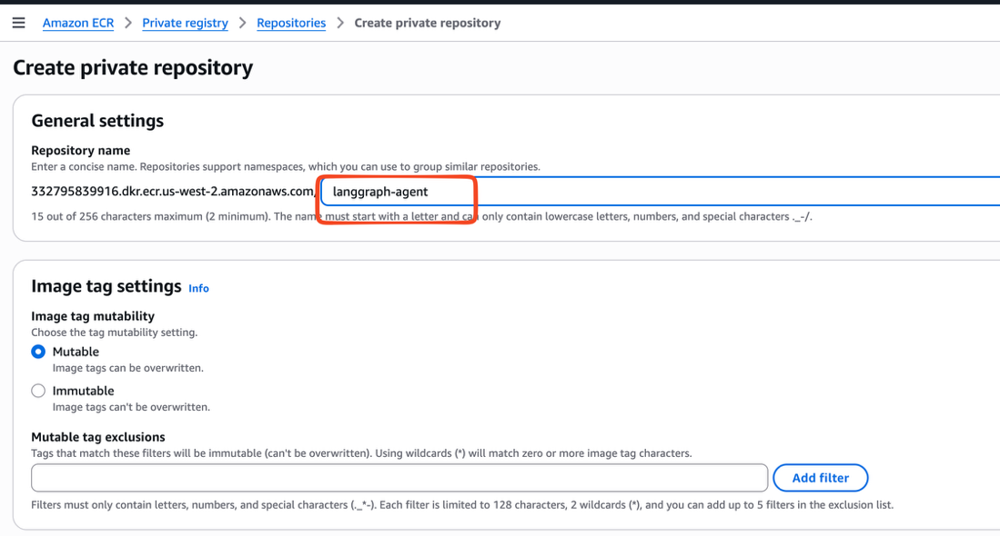 Amazon ECR > Private registry > Repositories > Create private repository
Create private repository
General settings
Repository name
Enter a concise name. Repositories support namespaces, which you can use to group similar repositories.
332795839916.dkr.ecr.us-west-2.amazonaws.com/ langgraph-agent
15 out of 256 characters maximum (2 minimum). The name must start with a letter and can only contain lowercase letters, numbers, and special characters ._-/.
Image tag settings Info
Image tag mutability
Choose the tag mutability setting.
Mutable
Image tags can be overwritten.
Immutable
Image tags can't be overwritten.
Mutable tag exclusions
Tags that match these filters will be immutable (can't be overwritten). Using wildcards (*) will match zero or more image tag characters.
Add filter
Filters must only contain letters, numbers, and special characters (._*-). Each filter is limited to 128 characters, 2 wildcards (*), and you can add up to 5 filters in the exclusion list.